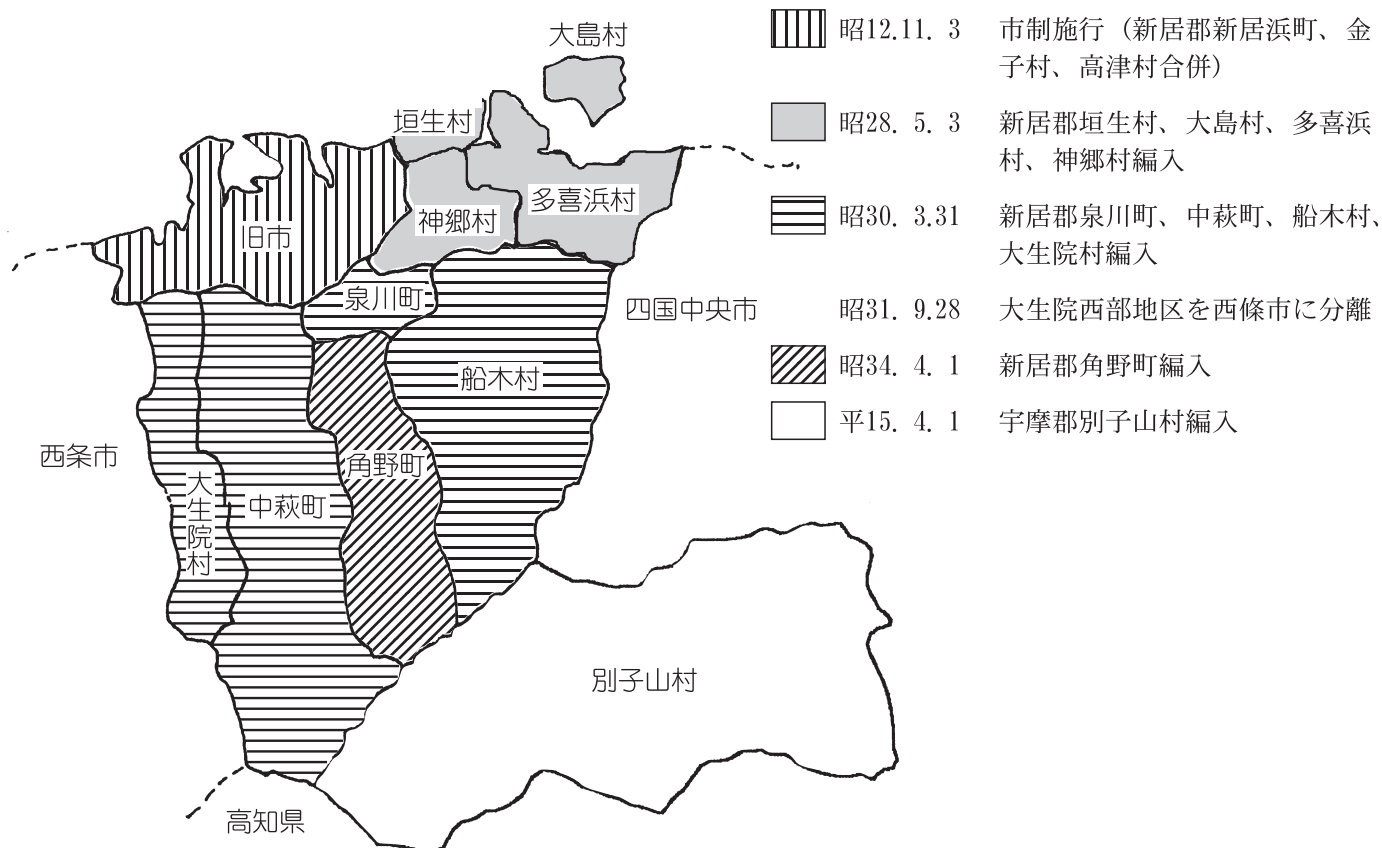 大島村
垣生村
多喜浜村
神郷村
旧市
泉川町
四国中央市
船木村
西条市
角野町
大生院村
中萩町
別子山村
高知県
昭12.11. 3 市制施行（新居郡新居浜町、金
子村、高津村合併）
昭28. 5. 3 新居郡垣生村、大島村、多喜浜
村、神郷村編入
昭30. 3.31 新居郡泉川町、中萩町、船木村、
大生院村編入
昭31. 9.28 大生院西部地区を西條市に分離
昭34. 4. 1 新居郡角野町編入
平15. 4. 1 宇摩郡別子山村編入